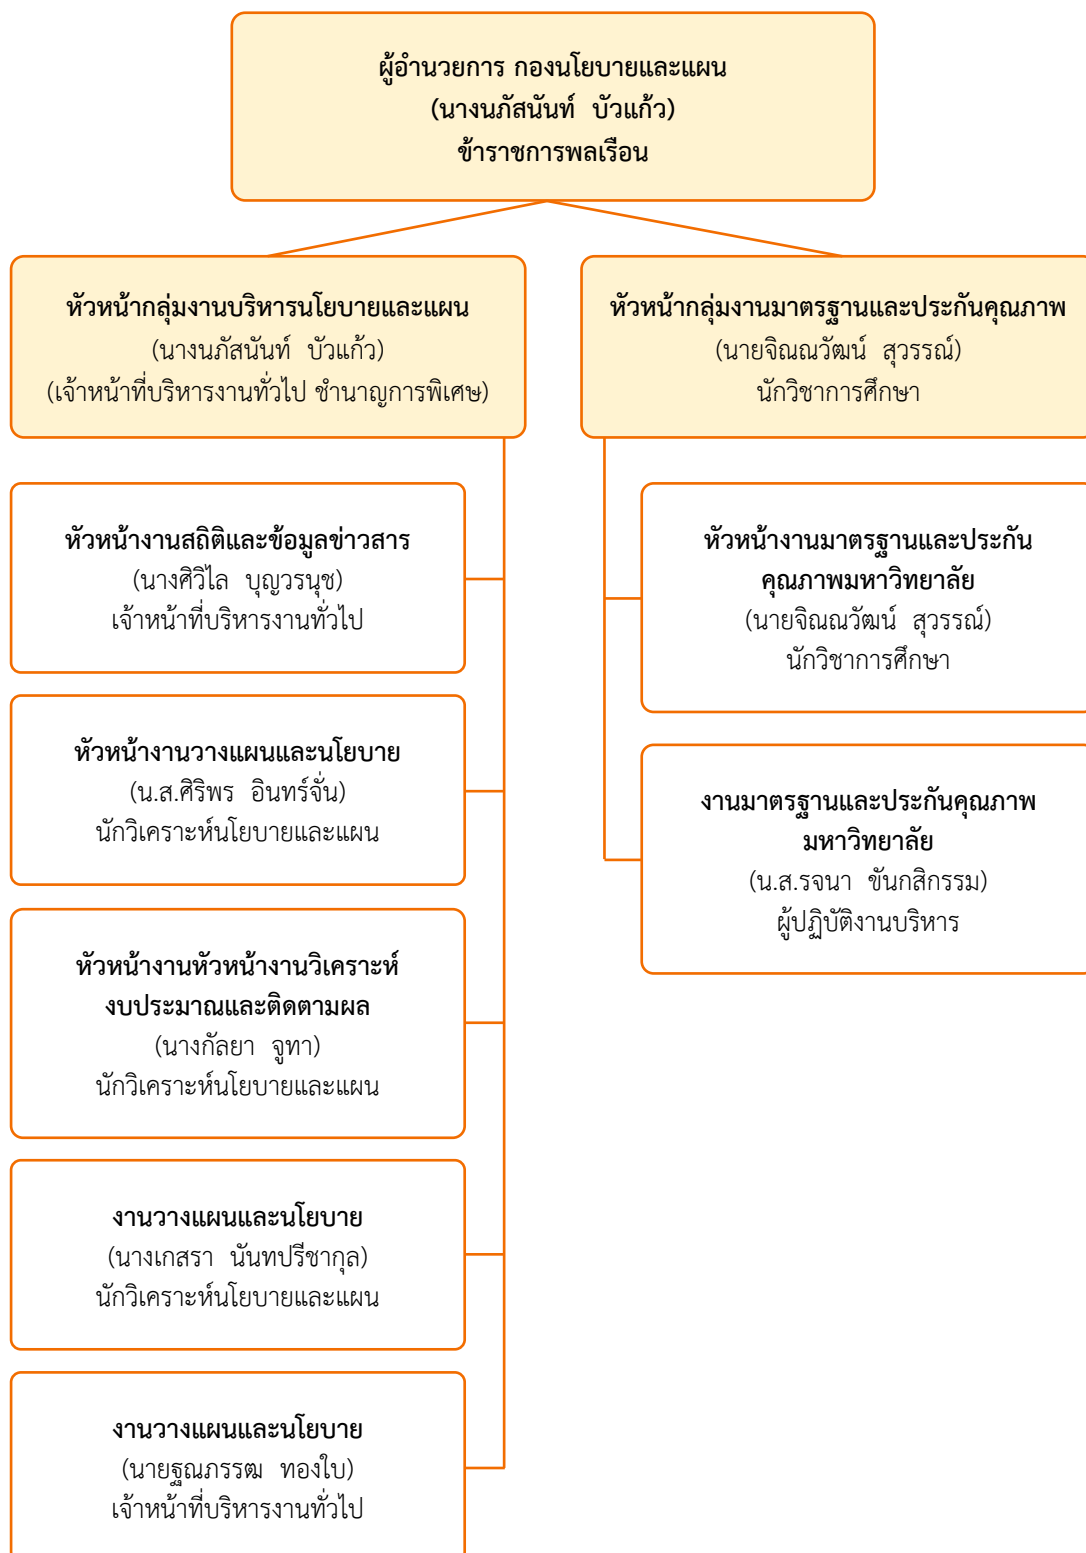 ผู้อำนวยการ กองนโยบายและแผน
(นางนภัสนันท์ บัวแก้ว)
ข้าราชการพลเรือน
หัวหน้ากลุ่มงานบริหารนโยบายและแผน
(นางนภัสนันท์ บัวแก้ว)
(เจ้าหน้าที่บริหารงานทั่วไป ชำนาญการพิเศษ)
หัวหน้างานสถิติและข้อมูลข่าวสาร
(นางศิวิไล บุญวรนุช)
เจ้าหน้าที่บริหารงานทั่วไป
หัวหน้างานวางแผนและนโยบาย
(น.ส.ศิริพร อินทร์จั่น)
นักวิเคราะห์นโยบายและแผน
หัวหน้างานหัวหน้างานวิเคราะห์
งบประมาณและติดตามผล
(นางกัลยา จูทา)
นักวิเคราะห์นโยบายและแผน
งานวางแผนและนโยบาย
(นางเกสรา นันทปรีชากุล)
นักวิเคราะห์นโยบายและแผน
งานวางแผนและนโยบาย
(นายฐณภรรฒ ทองใบ)
เจ้าหน้าที่บริหารงานทั่วไป
หัวหน้ากลุ่มงานมาตรฐานและประกันคุณภาพ
(นายจิณณวัฒน์ สุวรรณ์)
นักวิชาการศึกษา
หัวหน้างานมาตรฐานและประกัน
คุณภาพมหาวิทยาลัย
(นายจิณณวัฒน์ สุวรรณ์)
นักวิชาการศึกษา
งานมาตรฐานและประกันคุณภาพ
มหาวิทยาลัย
(น.ส.รจนา ขันกสิกรรม)
ผู้ปฏิบัติงานบริหาร